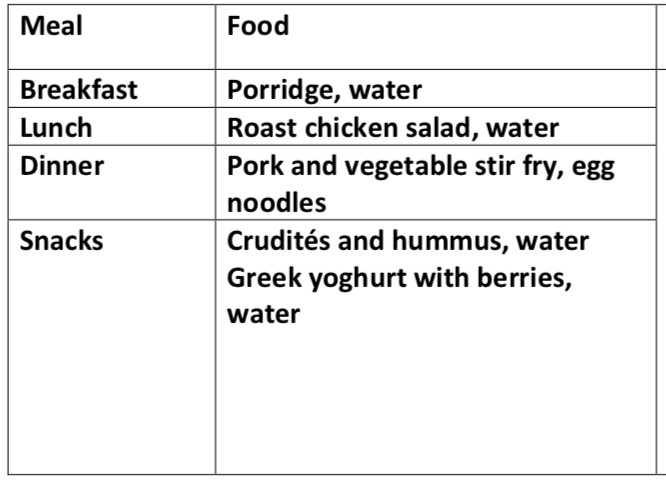 Meal Food
Breakfast Porridge, water
Lunch Roast chicken salad, water
Dinner Pork and vegetable stir fry, egg
noodles
Snacks Crudités and hummus, water
Greek yoghurt with berries,
water